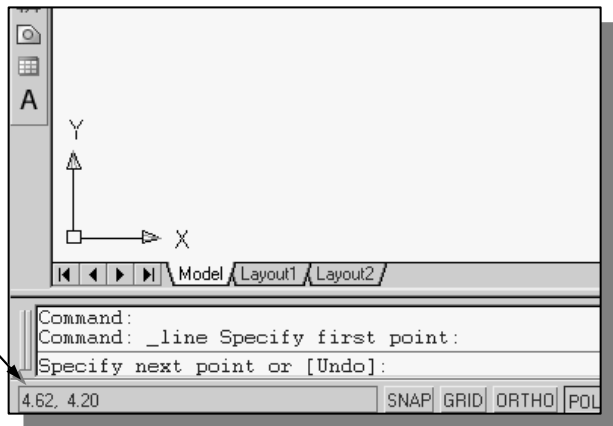 A
Y
X
Model Layout1 Layout2
Command:
Command: _line Specify first point:
Specify next point or [Undo]:
4.62, 4.20 SNAP GRID ORTHO POL